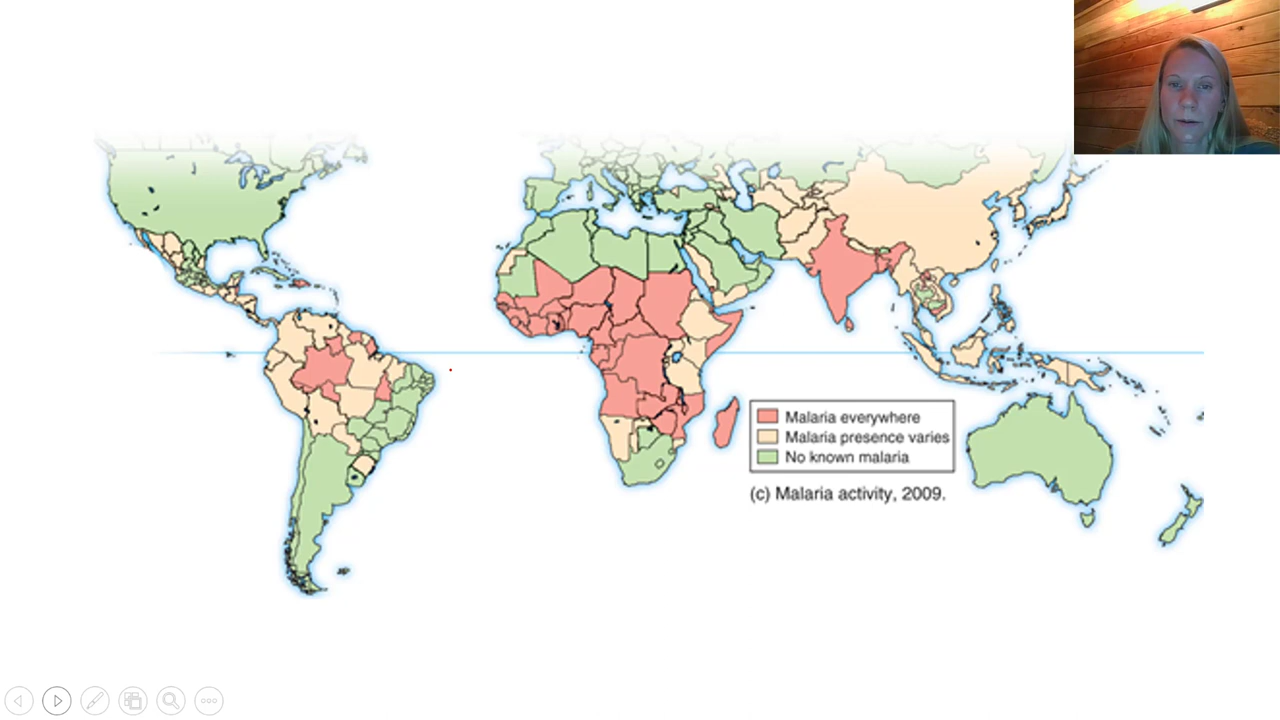 Malaria everywhere
Malaria presence varies
No known malaria
(c) Malaria activity, 2009.